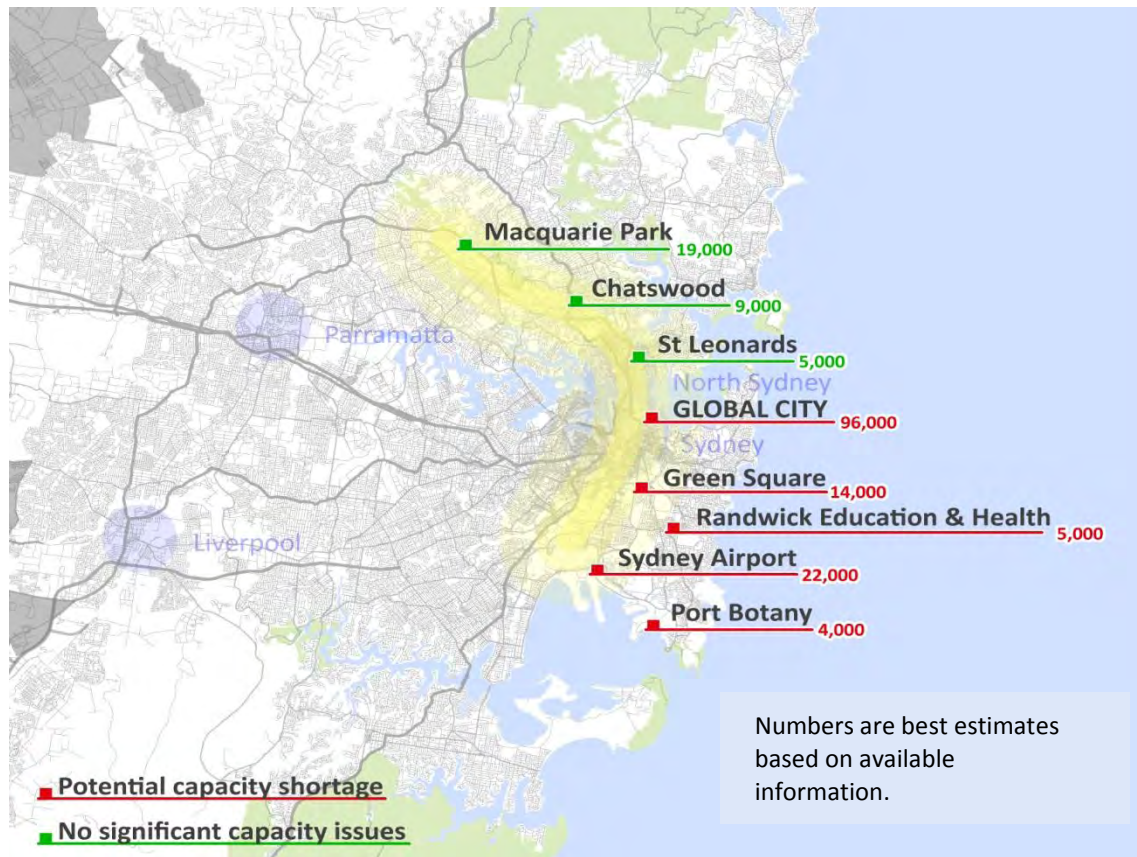 Macquarie Park
19,000
Chatswood
9,000
Parramatta
St Leonards
5,000
North Sydney
GLOBAL CITY
96,000
Sydney
Green Square
14,000
Randwick Education & Health
5,000
Liverpool
Sydney Airport
22,000
Port Botany
4,000
Numbers are best estimates
based on available
information.
Potential capacity shortage
No significant capacity issues